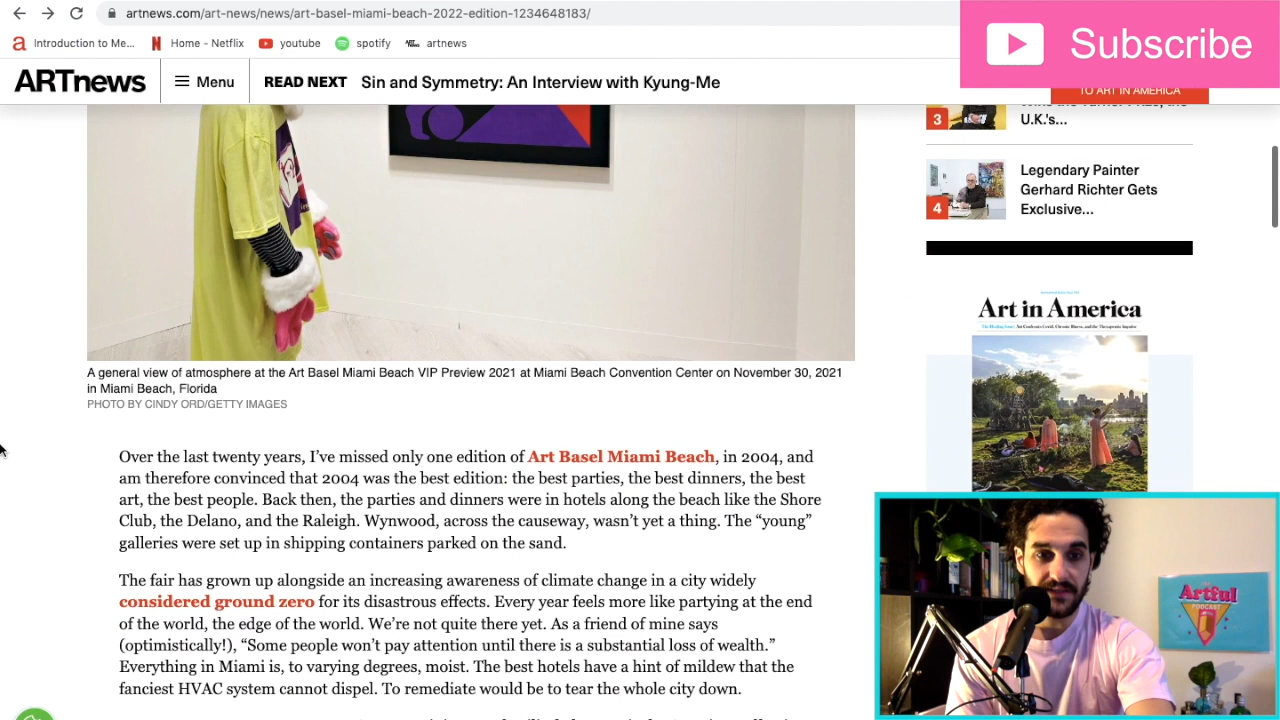 artnews.com/art-news/news/art-basel-miami-beach-2022-edition-1234648183/
Subscribe
Introduction to Me...
Home - Netflix
youtube
spotify
artnews
ARTnews
Menu
READ NEXT
Sin and Symmetry: An Interview with Kyung-Me
TO ART IN AMERICA
3
U.K.'s...
Legendary Painter
Gerhard Richter Gets
Exclusive...
4
Art in America
A general view of atmosphere at the Art Basel Miami Beach VIP Preview 2021 at Miami Beach Convention Center on November 30, 2021
in Miami Beach, Florida
PHOTO BY CINDY ORD/GETTY IMAGES
Over the last twenty years, I've missed only one edition of Art Basel Miami Beach, in 2004, and
am therefore convinced that 2004 was the best edition: the best parties, the best dinners, the best
art, the best people. Back then, the parties and dinners were in hotels along the beach like the Shore
Club, the Delano, and the Raleigh. Wynwood, across the causeway, wasn't yet a thing. The “young”
galleries were set up in shipping containers parked on the sand.
The fair has grown up alongside an increasing awareness of climate change in a city widely
considered ground zero for its disastrous effects. Every year feels more like partying at the end
of the world, the edge of the world. We're not quite there yet. As a friend of mine says
(optimistically!), “Some people won't pay attention until there is a substantial loss of wealth.”
Everything in Miami is, to varying degrees, moist. The best hotels have a hint of mildew that the
fanciest HVAC system cannot dispel. To remediate would be to tear the whole city down.
Artful
PODCAST